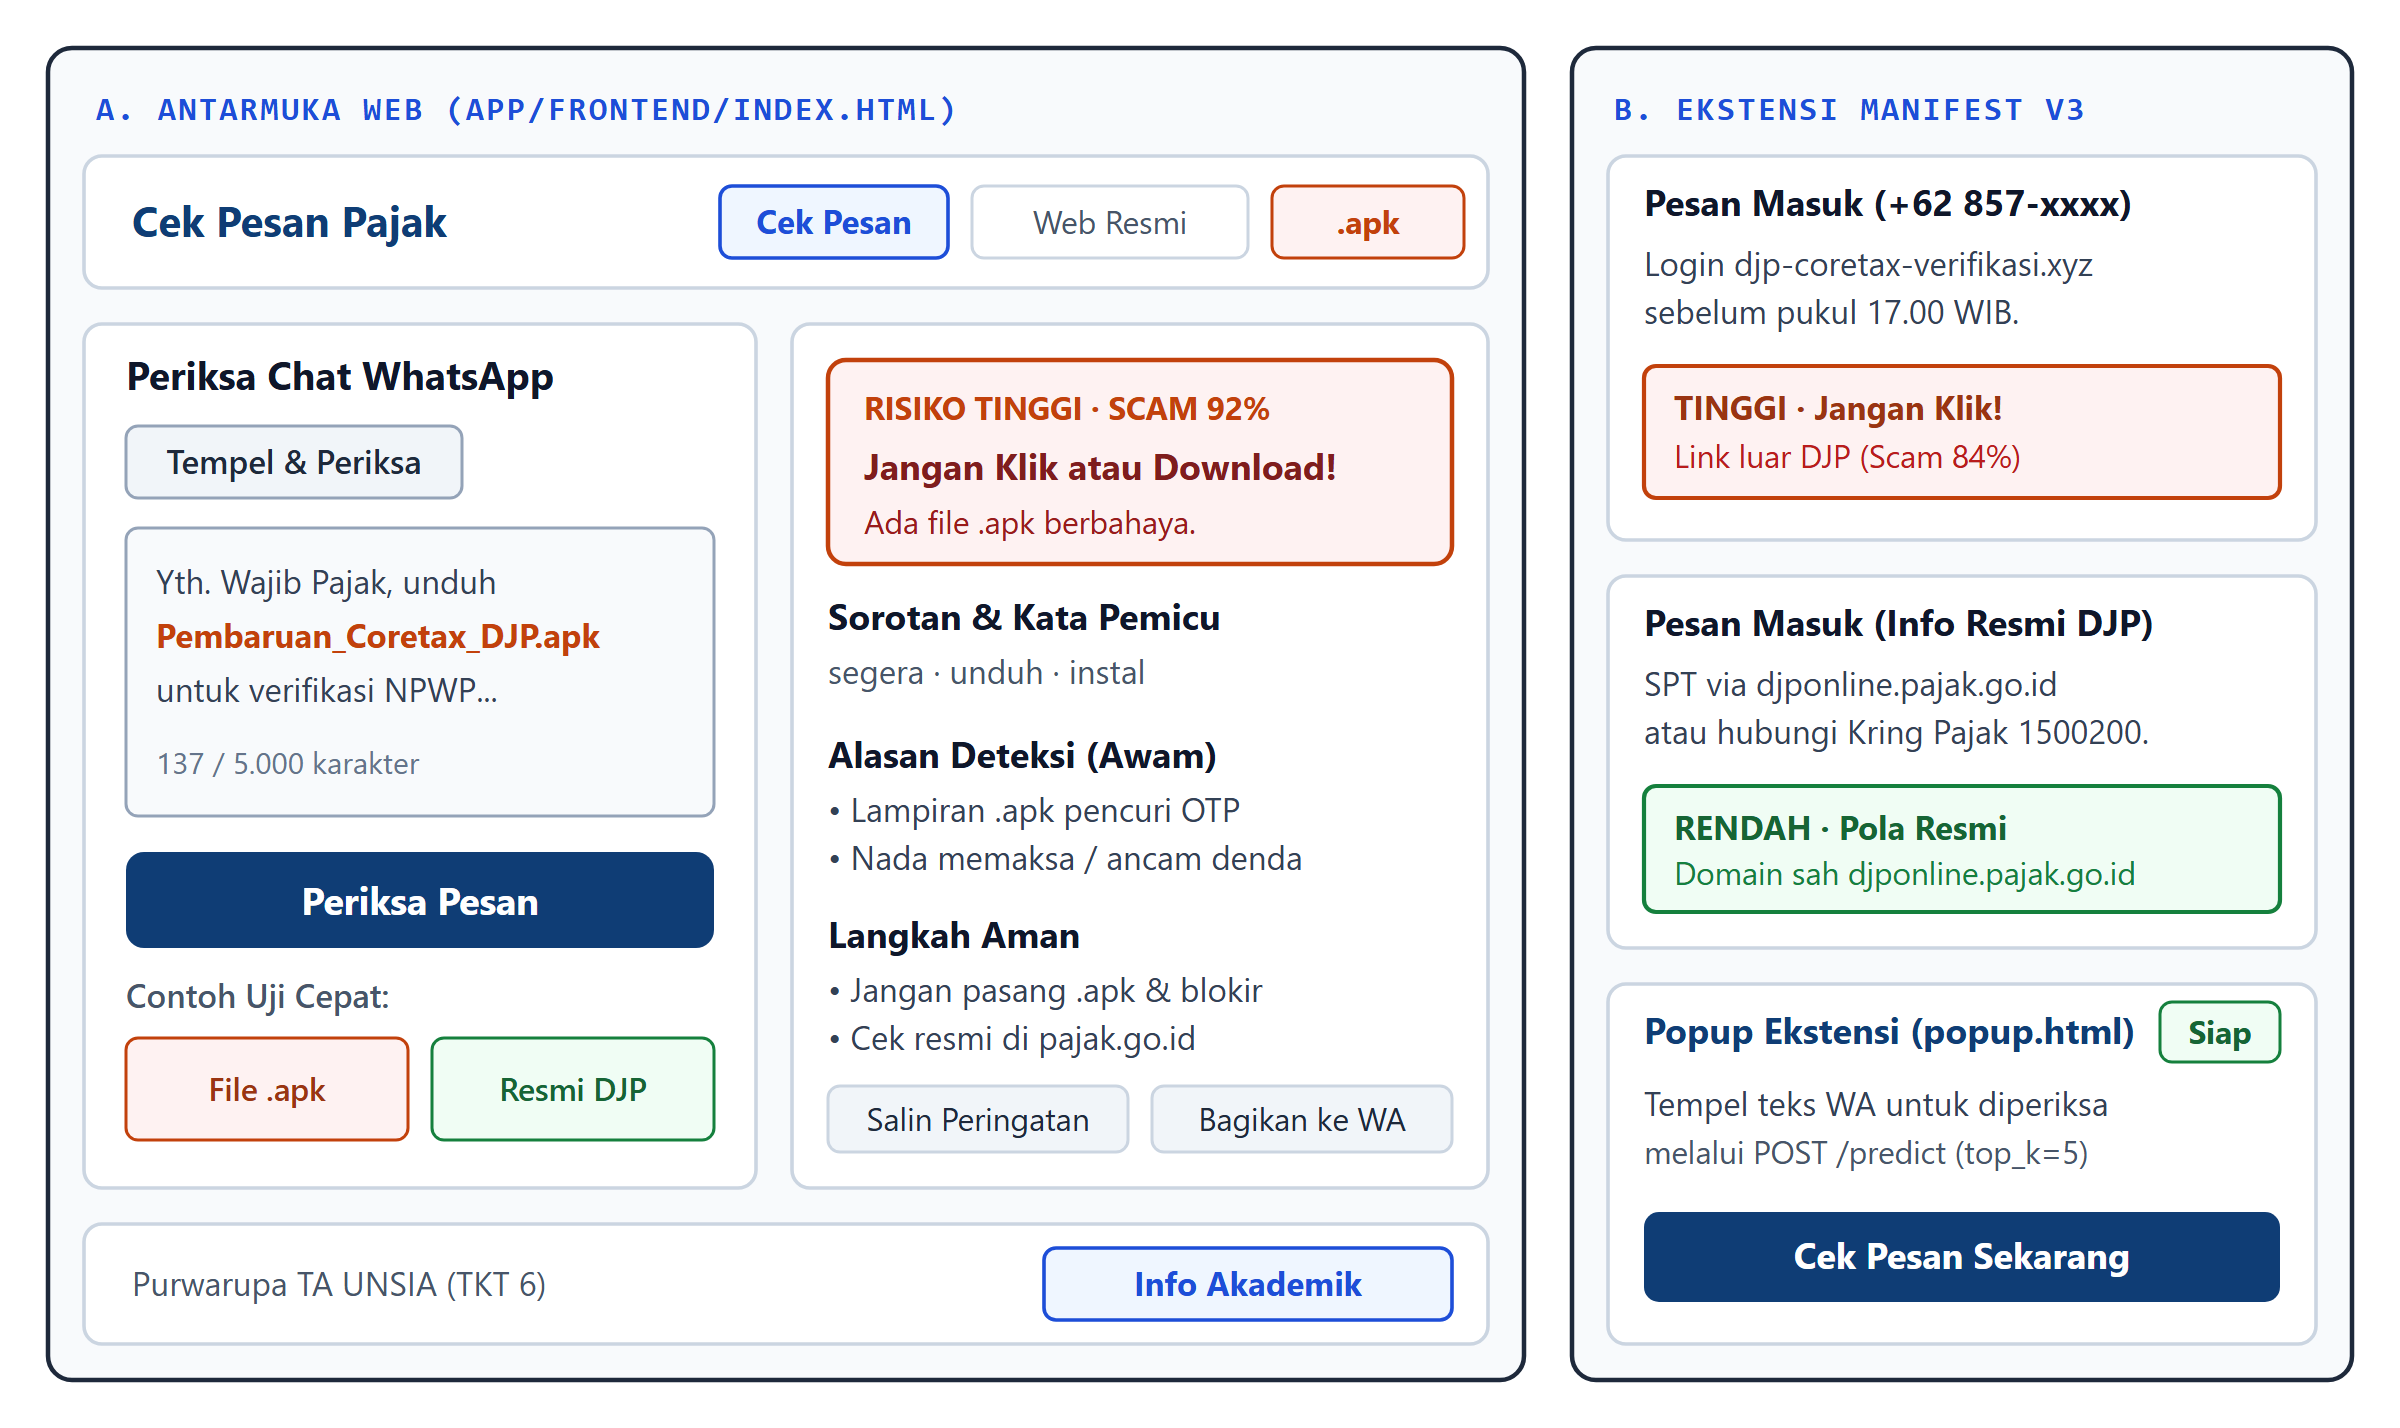 A. ANTARMUKA WEB (APP/FRONTEND/INDEX.HTML)
Cek Pesan Pajak
Cek Pesan
Web Resmi
.apk
Periksa Chat WhatsApp
Tempel & Periksa
Yth. Wajib Pajak, unduh
Pembaruan_Coretax_DJP.apk
untuk verifikasi NPWP...
137 / 5.000 karakter
Periksa Pesan
Contoh Uji Cepat:
File .apk
Resmi DJP
RISIKO TINGGI · SCAM 92%
Jangan Klik atau Download!
Ada file .apk berbahaya.
Sorotan & Kata Pemicu
segera · unduh · instal
Alasan Deteksi (Awam)
• Lampiran .apk pencuri OTP
• Nada memaksa / ancam denda
Langkah Aman
• Jangan pasang .apk & blokir
• Cek resmi di pajak.go.id
Salin Peringatan
Bagikan ke WA
Purwarupa TA UNSIA (TKT 6)
Info Akademik
B. EKSTENSI MANIFEST V3
Pesan Masuk (+62 857-xxxx)
Login djp-coretax-verifikasi.xyz
sebelum pukul 17.00 WIB.
TINGGI · Jangan Klik!
Link luar DJP (Scam 84%)
Pesan Masuk (Info Resmi DJP)
SPT via djponline.pajak.go.id
atau hubungi Kring Pajak 1500200.
RENDAH · Pola Resmi
Domain sah djponline.pajak.go.id
Popup Ekstensi (popup.html)
Siap
Tempel teks WA untuk diperiksa
melalui POST /predict (top_k=5)
Cek Pesan Sekarang